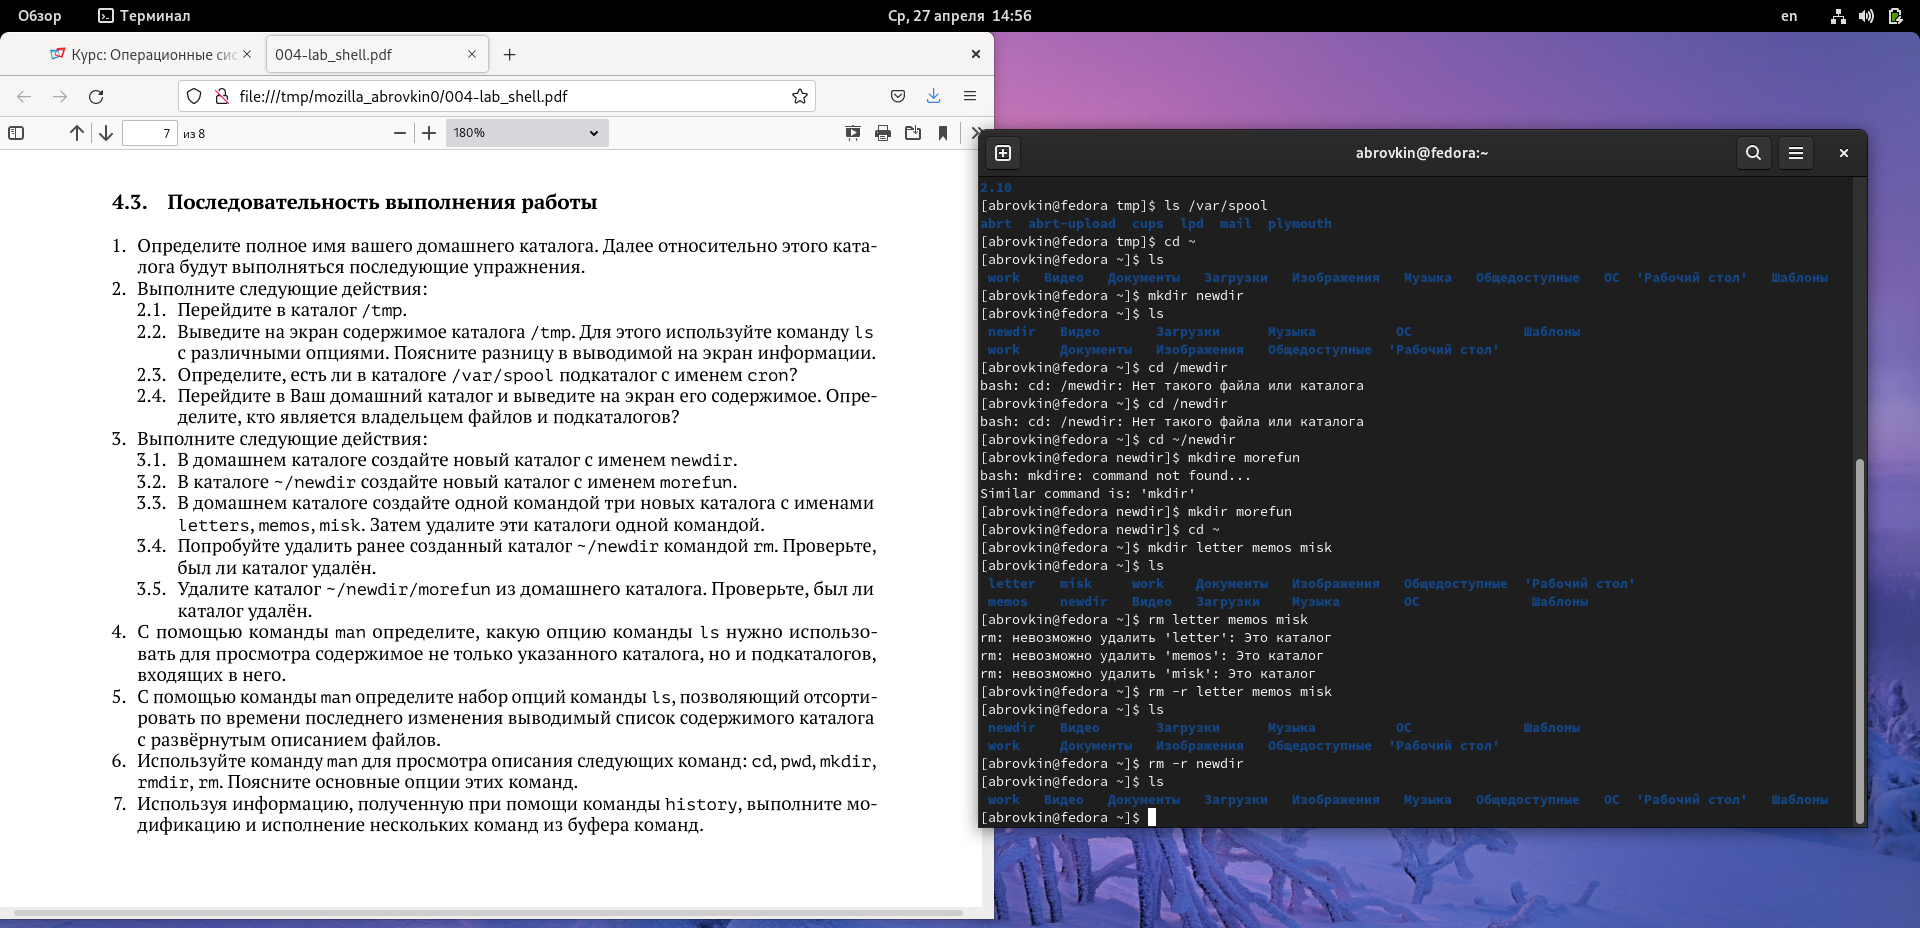 Обзор
Терминал
Ср, 27 апреля 14:56
en
Курс: Операционные сис
004-lab_shell.pdf
file:///tmp/mozilla_abrovkin0/004-lab_shell.pdf
7 из 8
180%
4.3. Последовательность выполнения работы
1. Определите полное имя вашего домашнего каталога. Далее относительно этого ката-
лога будут выполняться последующие упражнения.
2. Выполните следующие действия:
2.1. Перейдите в каталог /tmp.
2.2. Выведите на экран содержимое каталога /tmp. Для этого используйте команду ls
с различными опциями. Поясните разницу в выводимой на экран информации.
2.3. Определите, есть ли в каталоге /var/spool подкаталог с именем cron?
2.4. Перейдите в Ваш домашний каталог и выведите на экран его содержимое. Опре-
делите, кто является владельцем файлов и подкаталогов?
3. Выполните следующие действия:
3.1. В домашнем каталоге создайте новый каталог с именем newdir.
3.2. В каталоге ~/newdir создайте новый каталог с именем morefun.
3.3. В домашнем каталоге создайте одной командой три новых каталога с именами
letters, memos, misk. Затем удалите эти каталоги одной командой.
3.4. Попробуйте удалить ранее созданный каталог ~/newdir командой rm. Проверьте,
был ли каталог удалён.
3.5. Удалите каталог ~/newdir/morefun из домашнего каталога. Проверьте, был ли
каталог удалён.
4. С помощью команды man определите, какую опцию команды ls нужно использо-
вать для просмотра содержимое не только указанного каталога, но и подкаталогов,
входящих в него.
5. С помощью команды man определите набор опций команды ls, позволяющий отсорти-
ровать по времени последнего изменения выводимый список содержимого каталога
с развёрнутым описанием файлов.
6. Используйте команду man для просмотра описания следующих команд: cd, pwd, mkdir,
rmdir, rm. Поясните основные опции этих команд.
7. Используя информацию, полученную при помощи команды history, выполните мо-
дификацию и исполнение нескольких команд из буфера команд.
abrovkin@fedora:~
2.10
[abrovkin@fedora tmp]$ ls /var/spool
abrt abrt-upload cups lpd mail plymouth
[abrovkin@fedora tmp]$ cd ~
[abrovkin@fedora ~]$ ls
work Видео Документы Загрузки Изображения Музыка Общедоступные ОС 'Рабочий стол' Шаблоны
[abrovkin@fedora ~]$ mkdir newdir
[abrovkin@fedora ~]$ ls
newdir Видео Загрузки Музыка ОС Шаблоны
work Документы Изображения Общедоступные 'Рабочий стол'
[abrovkin@fedora ~]$ cd /mewdir
bash: cd: /mewdir: Нет такого файла или каталога
[abrovkin@fedora ~]$ cd /newdir
bash: cd: /newdir: Нет такого файла или каталога
[abrovkin@fedora ~]$ cd ~/newdir
[abrovkin@fedora newdir]$ mkdire morefun
bash: mkdire: command not found...
Similar command is: 'mkdir'
[abrovkin@fedora newdir]$ mkdir morefun
[abrovkin@fedora newdir]$ cd ~
[abrovkin@fedora ~]$ mkdir letter memos misk
[abrovkin@fedora ~]$ ls
letter misk work Документы Изображения Общедоступные 'Рабочий стол'
memos newdir Видео Загрузки Музыка ОС Шаблоны
[abrovkin@fedora ~]$ rm letter memos misk
rm: невозможно удалить 'letter': Это каталог
rm: невозможно удалить 'memos': Это каталог
rm: невозможно удалить 'misk': Это каталог
[abrovkin@fedora ~]$ rm -r letter memos misk
[abrovkin@fedora ~]$ ls
newdir Видео Загрузки Музыка ОС Шаблоны
work Документы Изображения Общедоступные 'Рабочий стол'
[abrovkin@fedora ~]$ rm -r newdir
[abrovkin@fedora ~]$ ls
work Видео Документы Загрузки Изображения Музыка Общедоступные ОС 'Рабочий стол' Шаблоны
[abrovkin@fedora ~]$